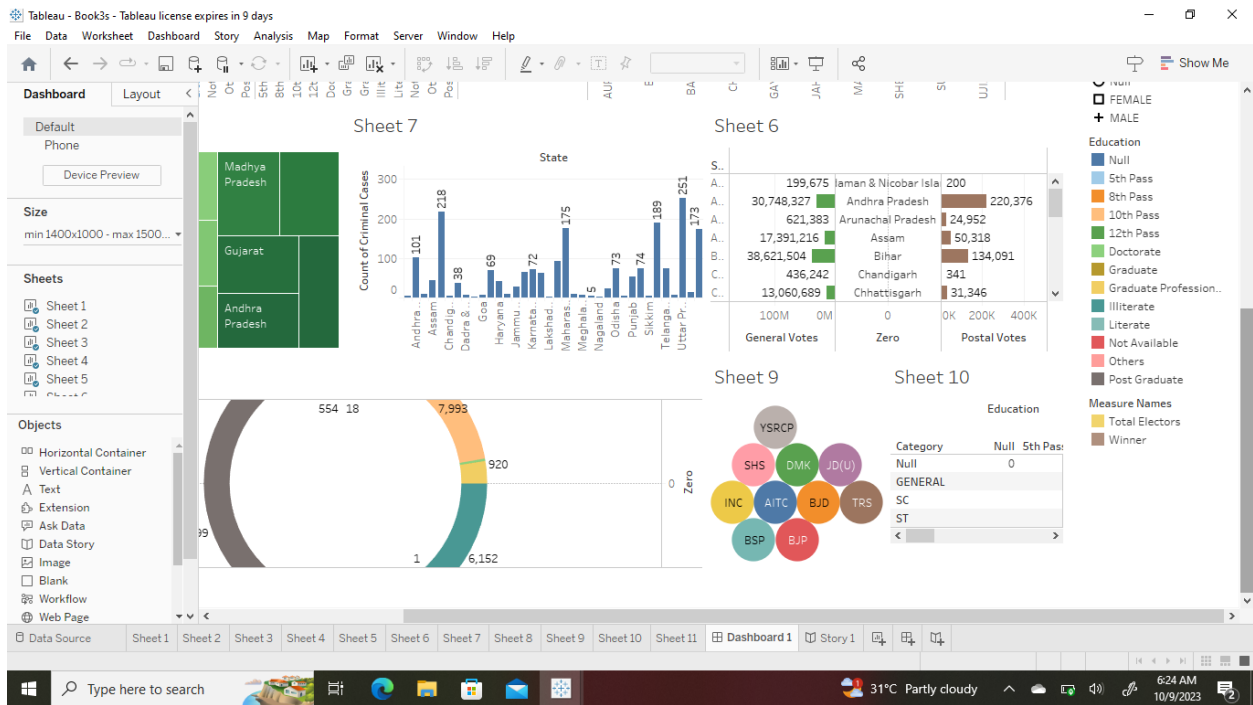 Tableau - Book3s - Tableau license expires in 9 days
File Data Worksheet Dashboard Story Analysis Map Format Server Window Help
Show Me
Dashboard Layout
Default
Phone
Device Preview
Size
min 1400x1000 - max 1500...
Sheets
Sheet 1
Sheet 2
Sheet 3
Sheet 4
Sheet 5
Objects
Horizontal Container
Vertical Container
Text
Extension
Ask Data
Data Story
Image
Blank
Workflow
Web Page
Madhya
Pradesh
Gujarat
Andhra
Pradesh
Sheet 7
State
Count of Criminal Cases
300
200
100
0
101
218
38
69
72
175
5
73
74
189
251
173
Andhra ..
Assam
Chandig..
Dadra & ..
Goa
Haryana
Jammu ..
Karnata..
Lakshad..
Maharas..
Meghala..
Nagaland
Odisha
Punjab
Sikkim
Telanga..
Uttar Pr..
Sheet 6
S..
A.. 199,675 laman & Nicobar Isla 200
A.. 30,748,327 Andhra Pradesh 220,376
A.. 621,383 Arunachal Pradesh 24,952
A.. 17,391,216 Assam 50,318
B.. 38,621,504 Bihar 134,091
C.. 436,242 Chandigarh 341
C.. 13,060,689 Chhattisgarh 31,346
100M 0M 0 0K 200K 400K
General Votes Zero Postal Votes
554 18 7,993
920
0 Zero
99
1 6,152
Sheet 9
YSRCP
SHS DMK JD(U)
INC AITC BJD TRS
BSP BJP
Sheet 10
Education
Category Null 5th Pas
Null 0
GENERAL
SC
ST
Null
FEMALE
MALE
Education
Null
5th Pass
8th Pass
10th Pass
12th Pass
Doctorate
Graduate
Graduate Profession..
Illiterate
Literate
Not Available
Others
Post Graduate
Measure Names
Total Electors
Winner
Data Source Sheet 1 Sheet 2 Sheet 3 Sheet 4 Sheet 5 Sheet 6 Sheet 7 Sheet 8 Sheet 9 Sheet 10 Sheet 11 Dashboard 1 Story 1
Type here to search
31°C Partly cloudy
6:24 AM
10/9/2023
2